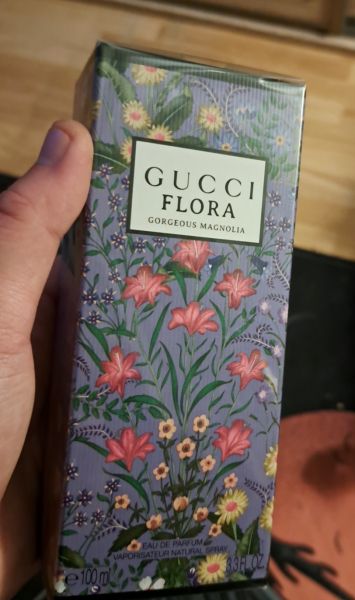 GUCCI
FLORA
GORGEOUS MAGNOLIA
EAU DE PARFUM
VAPORISATEUR NATURAL SPRAY
e 100 ml 3.3 FL. OZ.